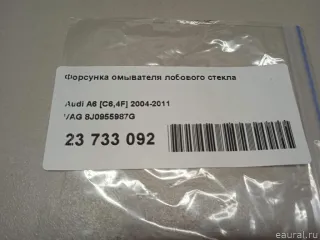 Форсунка омывателя лобового стекла
Audi A6 [C6,4F] 2004-2011
VAG 8J0955987G
23 733 092
eaural.ru